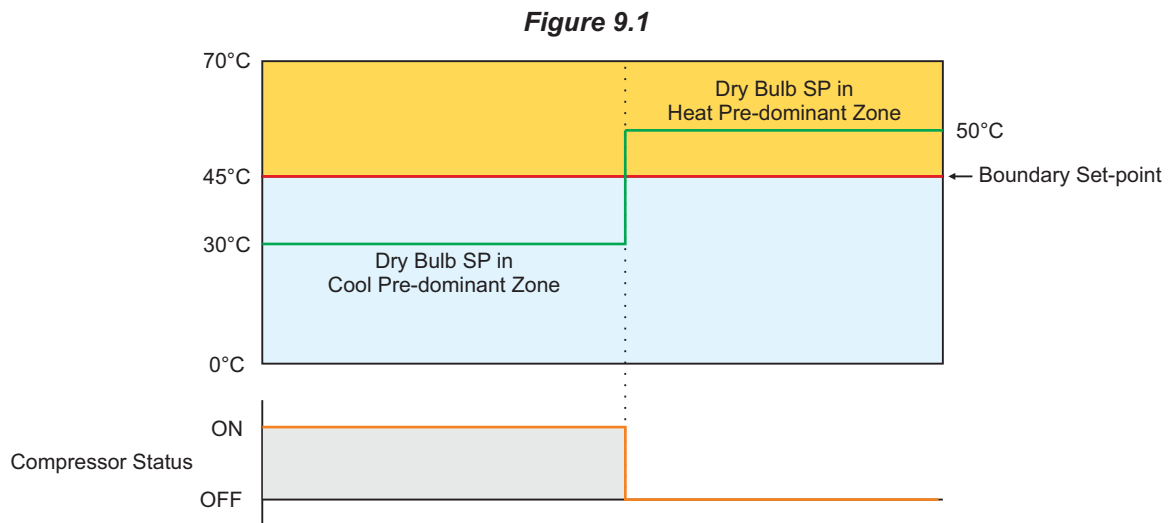 Figure 9.1
70°C
Dry Bulb SP in
Heat Pre-dominant Zone
50°C
45°C
Boundary Set-point
30°C
Dry Bulb SP in
Cool Pre-dominant Zone
0°C
ON
Compressor Status
OFF